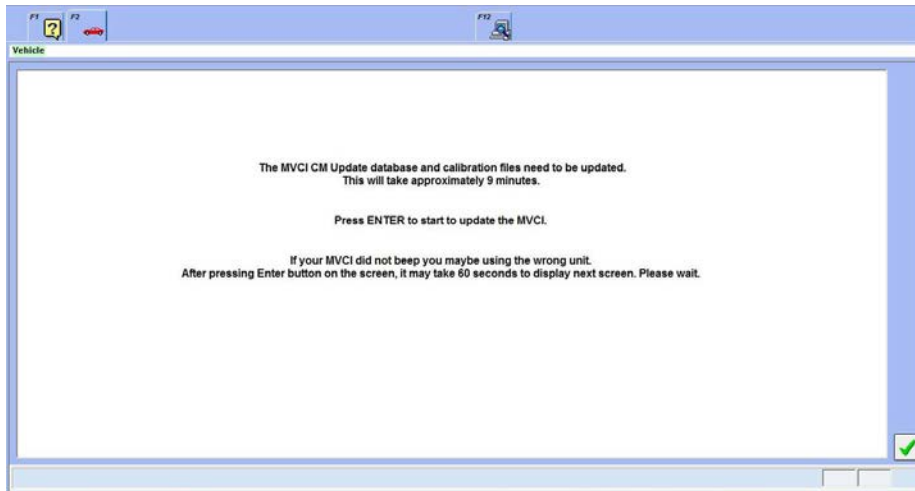 F1 F2 F12
Vehicle
The MVCI CM Update database and calibration files need to be updated.
This will take approximately 9 minutes.
Press ENTER to start to update the MVCI.
If your MVCI did not beep you maybe using the wrong unit.
After pressing Enter button on the screen, it may take 60 seconds to display next screen. Please wait.